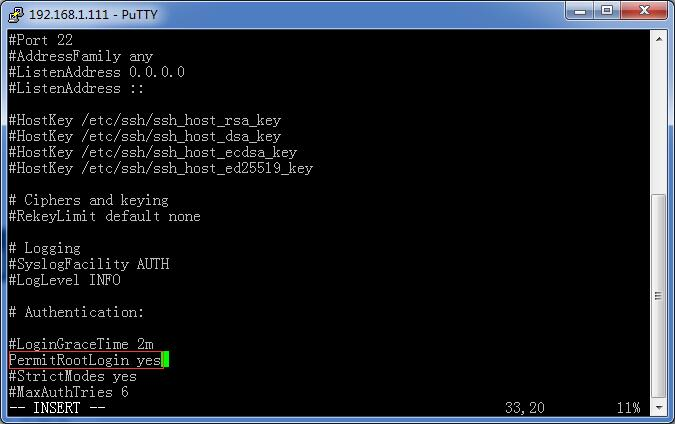 192.168.1.111 - PuTTY
#Port 22
#AddressFamily any
#ListenAddress 0.0.0.0
#ListenAddress ::
#HostKey /etc/ssh/ssh_host_rsa_key
#HostKey /etc/ssh/ssh_host_dsa_key
#HostKey /etc/ssh/ssh_host_ecdsa_key
#HostKey /etc/ssh/ssh_host_ed25519_key
# Ciphers and keying
#RekeyLimit default none
# Logging
#SyslogFacility AUTH
#LogLevel INFO
# Authentication:
#LoginGraceTime 2m
PermitRootLogin yes
#StrictModes yes
#MaxAuthTries 6
-- INSERT -- 33,20 11%